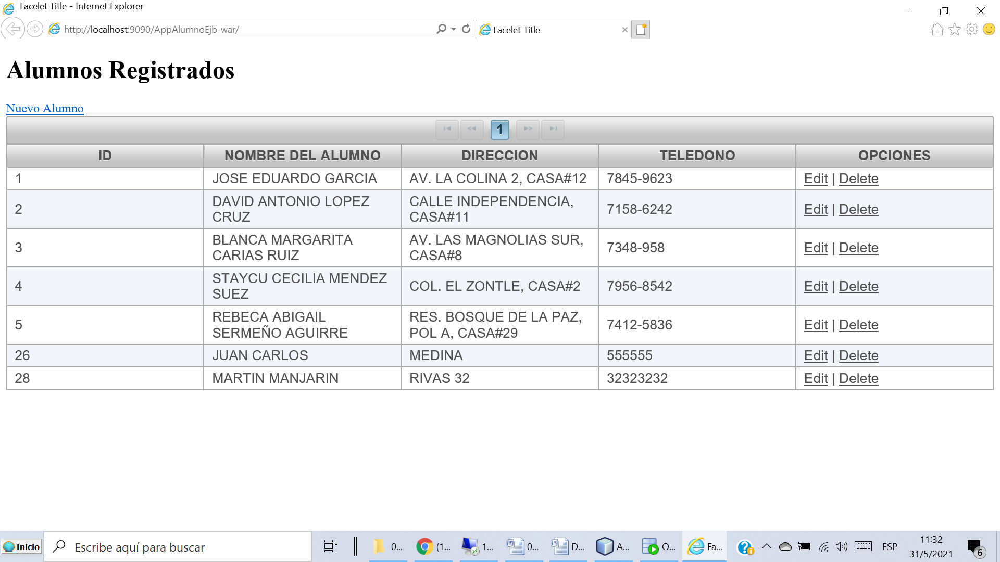 Facelet Title - Internet Explorer
http://localhost:9090/AppAlumnoEjb-war/
Facelet Title
Alumnos Registrados
Nuevo Alumno
1
ID NOMBRE DEL ALUMNO DIRECCION TELEDONO OPCIONES
1 JOSE EDUARDO GARCIA AV. LA COLINA 2, CASA#12 7845-9623 Edit | Delete
2 DAVID ANTONIO LOPEZ CRUZ CALLE INDEPENDENCIA, CASA#11 7158-6242 Edit | Delete
3 BLANCA MARGARITA CARIAS RUIZ AV. LAS MAGNOLIAS SUR, CASA#8 7348-958 Edit | Delete
4 STAYCU CECILIA MENDEZ SUEZ COL. EL ZONTLE, CASA#2 7956-8542 Edit | Delete
5 REBECA ABIGAIL SERMEÑO AGUIRRE RES. BOSQUE DE LA PAZ, POL A, CASA#29 7412-5836 Edit | Delete
26 JUAN CARLOS MEDINA 555555 Edit | Delete
28 MARTIN MANJARIN RIVAS 32 32323232 Edit | Delete
Inicio Escribe aquí para buscar 0... (1... 1... 0... D... A... O... Fa... ESP 11:32
31/5/2021 6